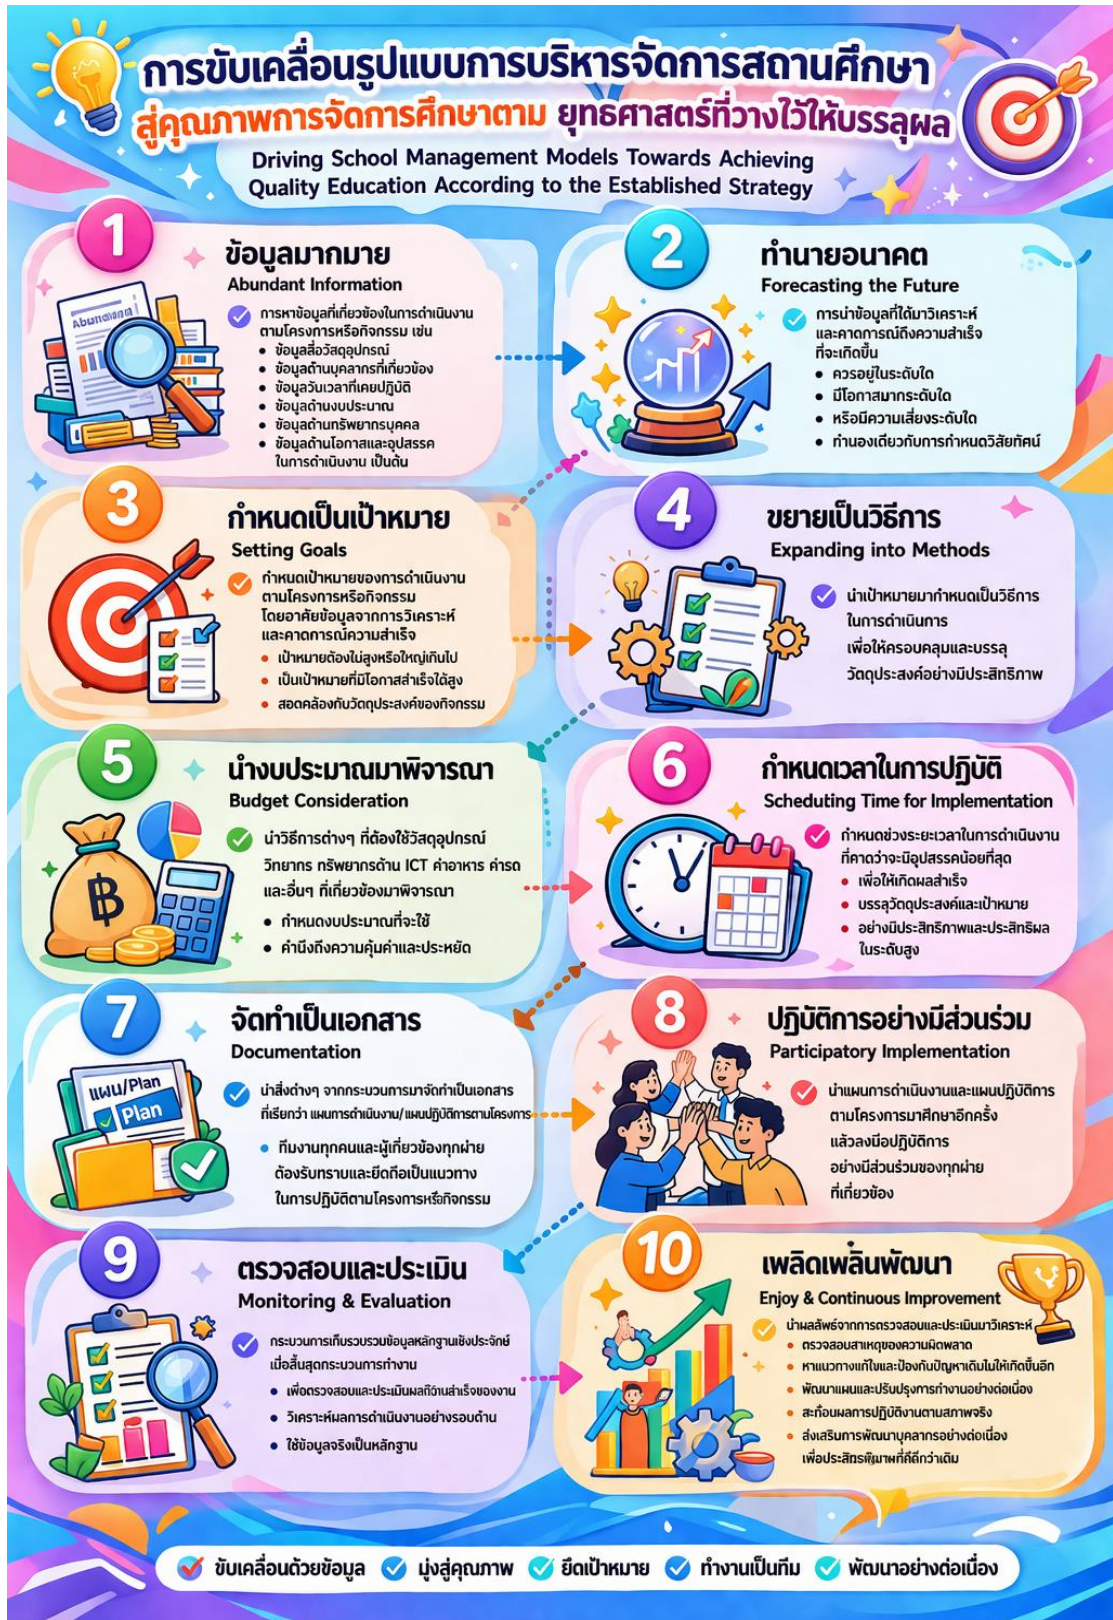 การขับเคลื่อนรูปแบบการบริหารจัดการสถานศึกษา
สู่คุณภาพการจัดการศึกษาตาม ยุทธศาสตร์ที่วางไว้ให้บรรลุผล
Driving School Management Models Towards Achieving
Quality Education According to the Established Strategy
1
ข้อมูลมากมาย
Abundant Information
การหาข้อมูลที่เกี่ยวข้องในการดำเนินงาน
ตามโครงการหรือกิจกรรม เช่น
• ข้อมูลสื่อวัสดุอุปกรณ์
• ข้อมูลด้านบุคลากรที่เกี่ยวข้อง
• ข้อมูลวันเวลาที่เคยปฏิบัติ
• ข้อมูลด้านงบประมาณ
• ข้อมูลด้านทรัพยากรบุคคล
• ข้อมูลด้านโอกาสและอุปสรรค
ในการดำเนินงาน เป็นต้น
2
ทำนายอนาคต
Forecasting the Future
การนำข้อมูลที่ได้มาวิเคราะห์
และคาดการณ์ถึงความสำเร็จ
ที่จะเกิดขึ้น
• ควรอยู่ในระดับใด
• มีโอกาสมากระดับใด
• หรือมีความเสี่ยงระดับใด
• ทำนองเดียวกับการกำหนดวิสัยทัศน์
3
กำหนดเป็นเป้าหมาย
Setting Goals
กำหนดเป้าหมายของการดำเนินงาน
ตามโครงการหรือกิจกรรม
โดยอาศัยข้อมูลจากการวิเคราะห์
และคาดการณ์ความสำเร็จ
• เป้าหมายต้องไม่สูงหรือใหญ่เกินไป
• เป็นเป้าหมายที่มีโอกาสสำเร็จได้สูง
• สอดคล้องกับวัตถุประสงค์ของกิจกรรม
4
ขยายเป็นวิธีการ
Expanding into Methods
นำเป้าหมายมากำหนดเป็นวิธีการ
ในการดำเนินการ
เพื่อให้ครอบคลุมและบรรลุ
วัตถุประสงค์อย่างมีประสิทธิภาพ
5
นำงบประมาณมาพิจารณา
Budget Consideration
นำวิธีการต่างๆ ที่ต้องใช้วัสดุอุปกรณ์
วิทยากร ทรัพยากรด้าน ICT ค่าอาหาร ค่ารถ
และอื่นๆ ที่เกี่ยวข้องมาพิจารณา
• กำหนดงบประมาณที่จะใช้
• คำนึงถึงความคุ้มค่าและประหยัด
฿
6
กำหนดเวลาในการปฏิบัติ
Scheduting Time for Implementation
กำหนดช่วงระยะเวลาในการดำเนินงาน
ที่คาดว่าจะมีอุปสรรคน้อยที่สุด
• เพื่อให้เกิดผลสำเร็จ
• บรรลุวัตถุประสงค์และเป้าหมาย
• อย่างมีประสิทธิภาพและประสิทธิผล
ในระดับสูง
7
จัดทำเป็นเอกสาร
Documentation
แผน/Plan
Plan
นำสิ่งต่างๆ จากกระบวนการมาจัดทำเป็นเอกสาร
ที่เรียกว่า แผนการดำเนินงาน/แผนปฏิบัติการตามโครงการ
• ทีมงานทุกคนและผู้เกี่ยวข้องทุกฝ่าย
ต้องรับทราบและยึดถือเป็นแนวทาง
ในการปฏิบัติตามโครงการหรือกิจกรรม
8
ปฏิบัติการอย่างมีส่วนร่วม
Participatory Implementation
นำแผนการดำเนินงานและแผนปฏิบัติการ
ตามโครงการมาศึกษาอีกครั้ง
แล้วลงมือปฏิบัติการ
อย่างมีส่วนร่วมของทุกฝ่าย
ที่เกี่ยวข้อง
9
ตรวจสอบและประเมิน
Monitoring & Evaluation
กระบวนการเก็บรวบรวมข้อมูลหลักฐานเชิงประจักษ์
เมื่อสิ้นสุดกระบวนการทำงาน
• เพื่อตรวจสอบและประเมิน
• วิเคราะห์ผลการดำเนินงานอย่างรอบด้าน
• ใช้ข้อมูลจริงเป็นหลักฐาน
10
เพลิดเพลินพัฒนา
Enjoy & Continuous Improvement
นำผลลัพธ์จากการตรวจสอบและประเมินมาวิเคราะห์
• ตรวจสอบสาเหตุของความผิดพลาด
• หาแนวทางแก้ไขและป้องกันปัญหาเดิมไม่ให้เกิดขึ้นอีก
• พัฒนาแผนและปรับปรุงการทำงานอย่างต่อเนื่อง
• สะท้อนผลการปฏิบัติงานตามสภาพจริง
• ส่งเสริมการพัฒนาบุคลากรอย่างต่อเนื่อง
ขับเคลื่อนด้วยข้อมูล มุ่งสู่คุณภาพ ยึดเป้าหมาย ทำงานเป็นทีม พัฒนาอย่างต่อเนื่อง